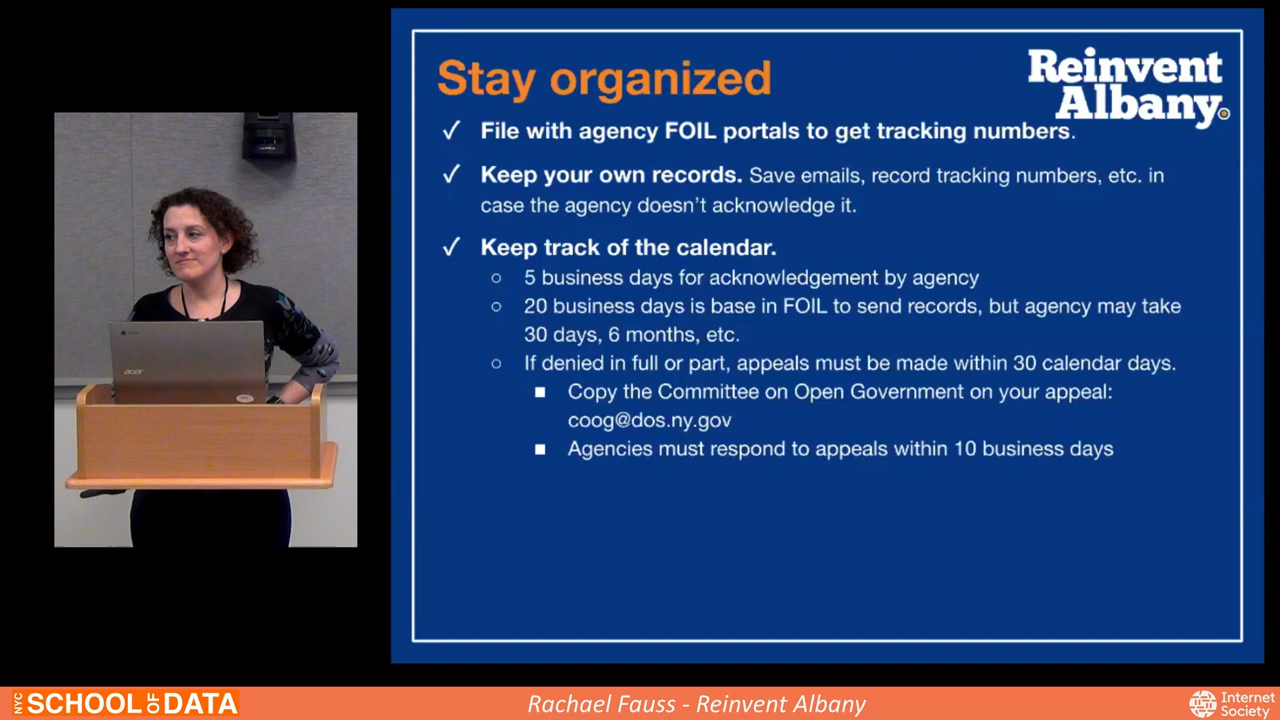 Stay organized
Reinvent
Albany
✓ File with agency FOIL portals to get tracking numbers.
✓ Keep your own records. Save emails, record tracking numbers, etc. in
case the agency doesn't acknowledge it.
✓ Keep track of the calendar.
○ 5 business days for acknowledgement by agency
○ 20 business days is base in FOIL to send records, but agency may take
30 days, 6 months, etc.
○ If denied in full or part, appeals must be made within 30 calendar days.
■ Copy the Committee on Open Government on your appeal:
coog@dos.ny.gov
■ Agencies must respond to appeals within 10 business days
acer
NYC SCHOOL OF DATA
Rachael Fauss - Reinvent Albany
Internet
Society